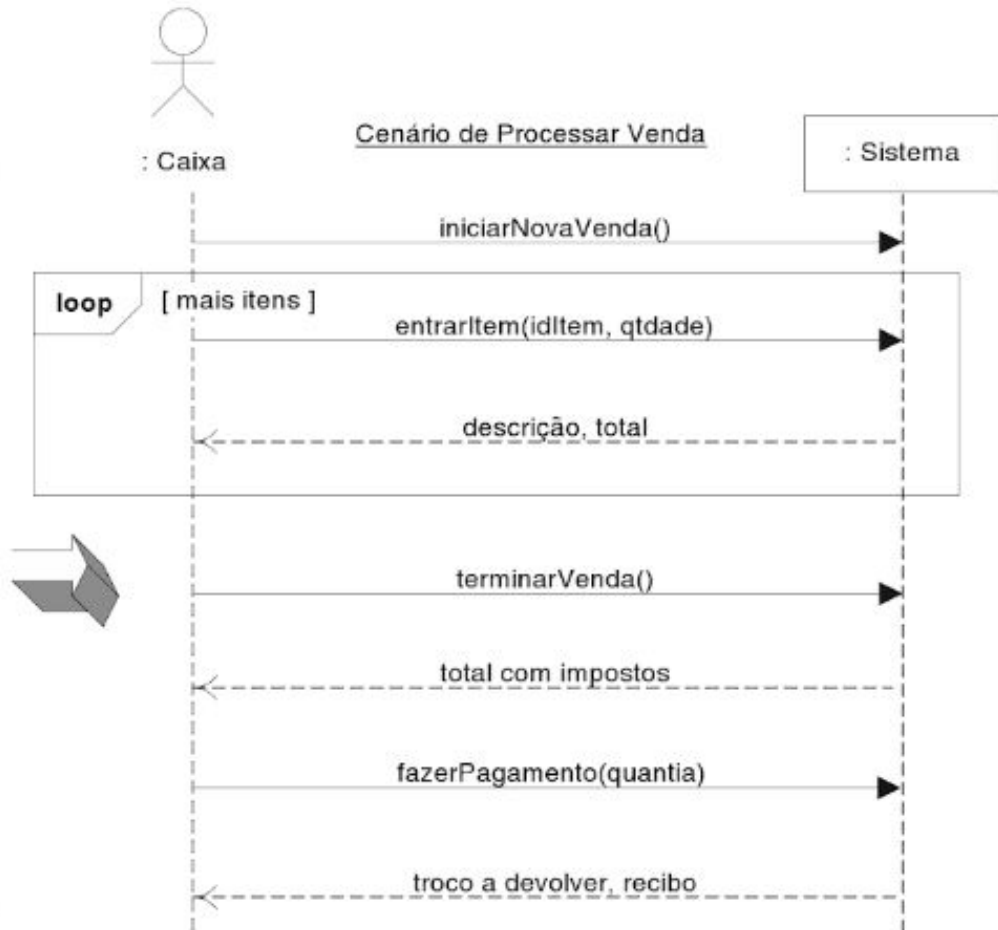 Cenário de Processar Venda
: Caixa
: Sistema
iniciarNovaVenda()
loop
[ mais itens ]
entrarItem(idItem, qtdade)
descrição, total
terminarVenda()
total com impostos
fazerPagamento(quantia)
troco a devolver, recibo